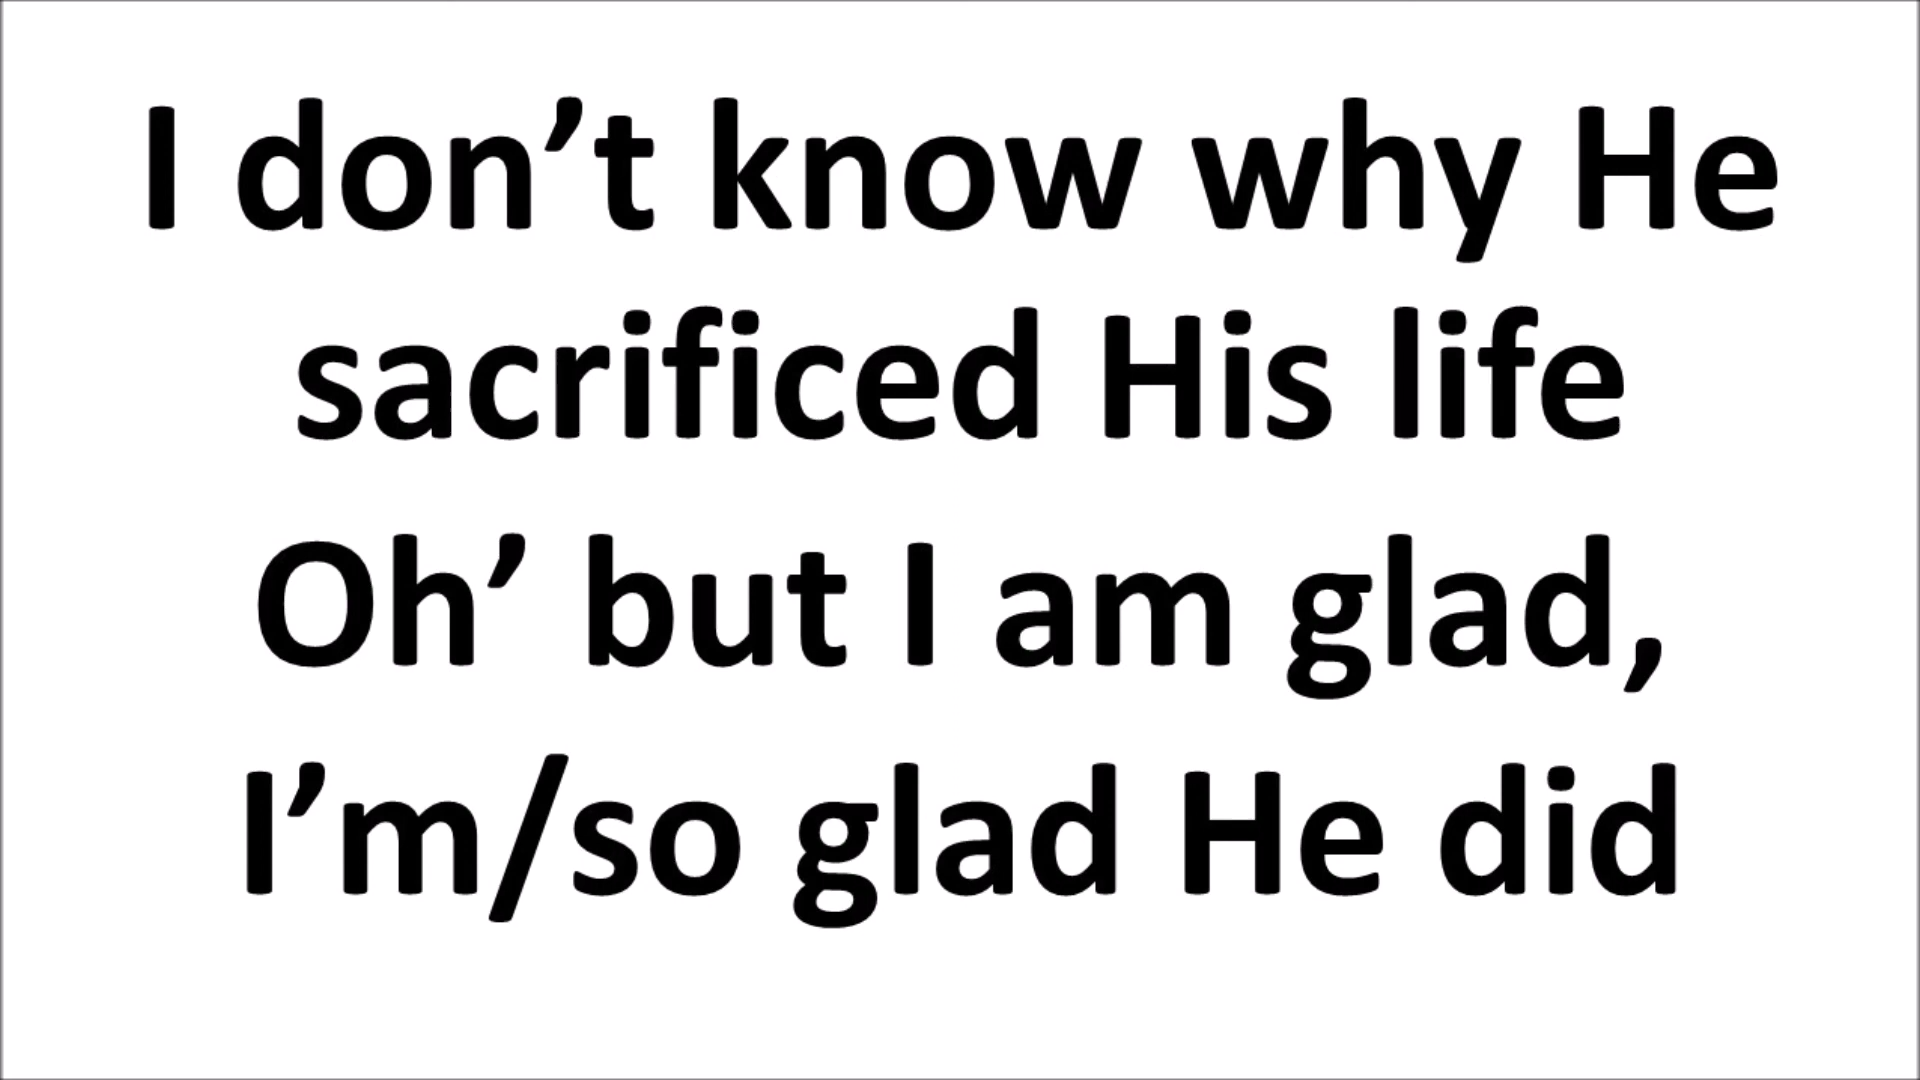 I don’t know why He
sacrificed His life
Oh’ but I am glad,
I’m/so glad He did